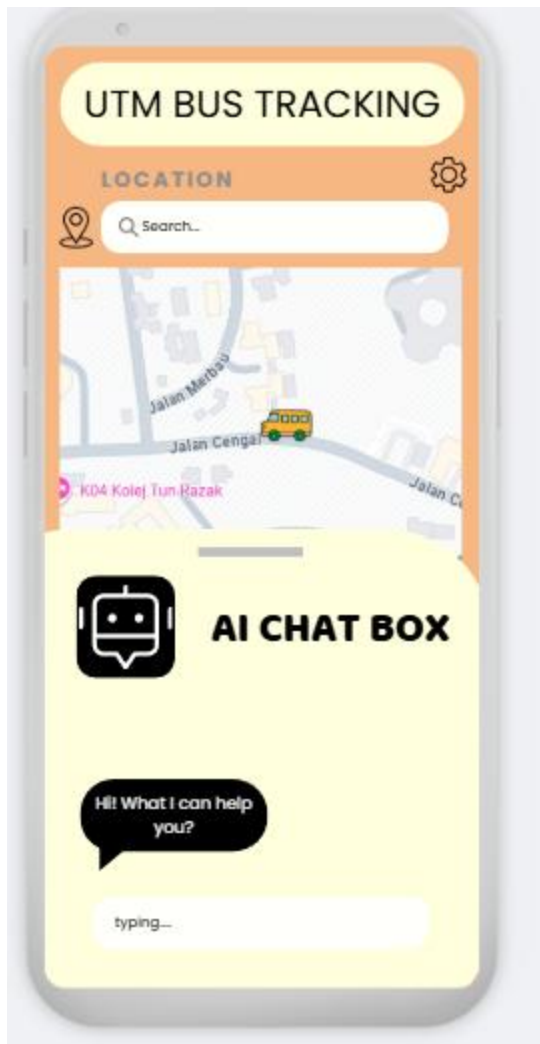 UTM BUS TRACKING
LOCATION
Search...
Jalan Merbau
Jalan Cengal
K04 Kolej Tun Razak
Jalan C
AI CHAT BOX
Hi! What I can help
you?
typing....